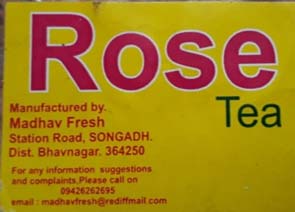 Rose
Tea
Manufactured by.
Madhav Fresh
Station Road, SONGADH.
Dist. Bhavnagar. 364250
For any information suggestions
and complaints,Please call on
09426262695
email : madhavfresh@rediffmail.com